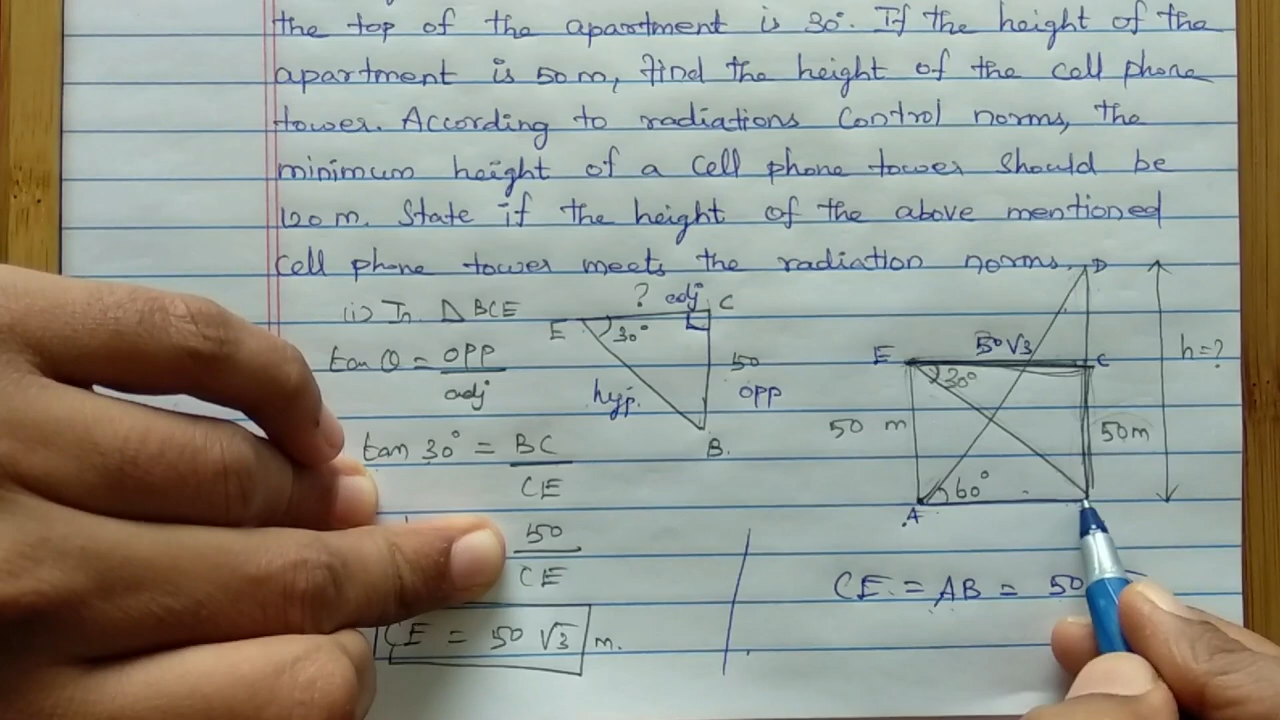 the top of the apartment is 30°. If the height of the
apartment is 50 m, find the height of the cell phone
tower. According to radiations control norms, the
minimum height of a cell phone tower should be
120 m. State if the height of the above mentioned
cell phone tower meets the radiation norms.
(i) In △ BCE
tan θ = opp / adj
tan 30° = BC / CE
50 / CE
CE = 50 √3 m.
? adj C
E 30°
50
hyp. opp
B.
D
50√3
E C
h=?
30°
50 m 50m
60°
A
CE = AB = 50